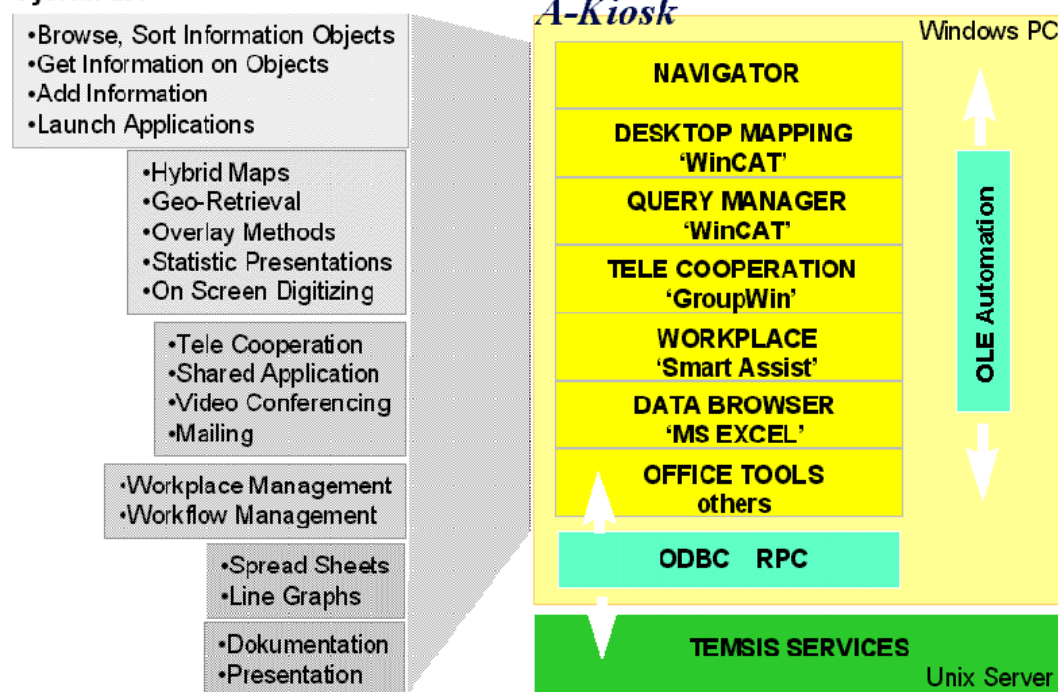 •Browse, Sort Information Objects
•Get Information on Objects
•Add Information
•Launch Applications
•Hybrid Maps
•Geo-Retrieval
•Overlay Methods
•Statistic Presentations
•On Screen Digitizing
•Tele Cooperation
•Shared Application
•Video Conferencing
•Mailing
•Workplace Management
•Workflow Management
•Spread Sheets
•Line Graphs
•Dokumentation
•Presentation
A-Kiosk
Windows PC
NAVIGATOR
DESKTOP MAPPING
‘WinCAT’
QUERY MANAGER
‘WinCAT’
TELE COOPERATION
‘GroupWin’
WORKPLACE
‘Smart Assist’
DATA BROWSER
‘MS EXCEL’
OFFICE TOOLS
others
OLE Automation
ODBC RPC
TEMSIS SERVICES
Unix Server